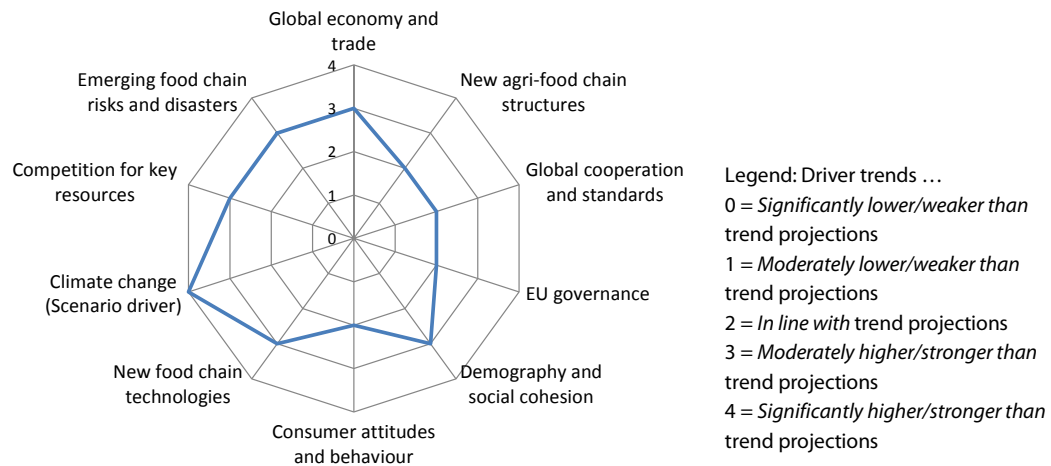 Global economy and
trade
New agri-food chain
structures
Global cooperation
and standards
EU governance
Demography and
social cohesion
Consumer attitudes
and behaviour
New food chain
technologies
Climate change
(Scenario driver)
Competition for key
resources
Emerging food chain
risks and disasters
4
3
2
1
0
Legend: Driver trends …
0 = Significantly lower/weaker than
trend projections
1 = Moderately lower/weaker than
trend projections
2 = In line with trend projections
3 = Moderately higher/stronger than
trend projections
4 = Significantly higher/stronger than
trend projections